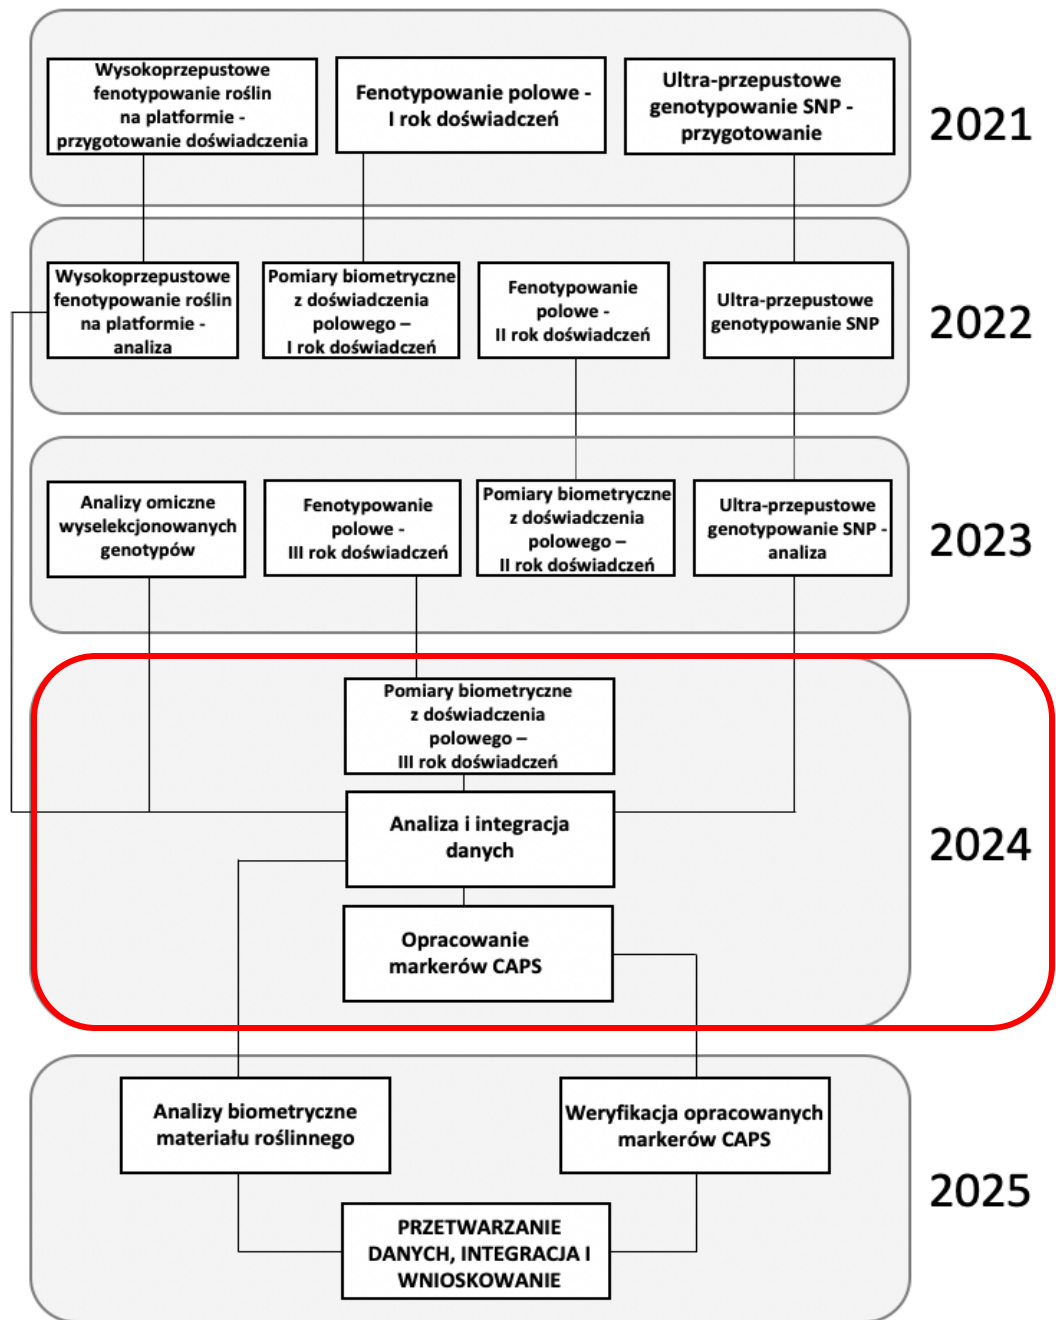 Wysokoprzepustowe
fenotypowanie roślin
na platformie -
przygotowanie doświadczenia
Fenotypowanie polowe -
I rok doświadczeń
Ultra-przepustowe
genotypowanie SNP -
przygotowanie
2021
Wysokoprzepustowe
fenotypowanie roślin
na platformie -
analiza
Pomiary biometryczne
z doświadczenia
polowego –
I rok doświadczeń
Fenotypowanie
polowe -
II rok doświadczeń
Ultra-przepustowe
genotypowanie SNP
2022
Analizy omiczne
wyselekcjonowanych
genotypów
Fenotypowanie
polowe -
III rok doświadczeń
Pomiary biometryczne
z doświadczenia
polowego –
II rok doświadczeń
Ultra-przepustowe
genotypowanie SNP -
analiza
2023
Pomiary biometryczne
z doświadczenia
polowego –
III rok doświadczeń
Analiza i integracja
danych
Opracowanie
markerów CAPS
2024
Analizy biometryczne
materiału roślinnego
Weryfikacja opracowanych
markerów CAPS
PRZETWARZANIE
DANYCH, INTEGRACJA I
WNIOSKOWANIE
2025